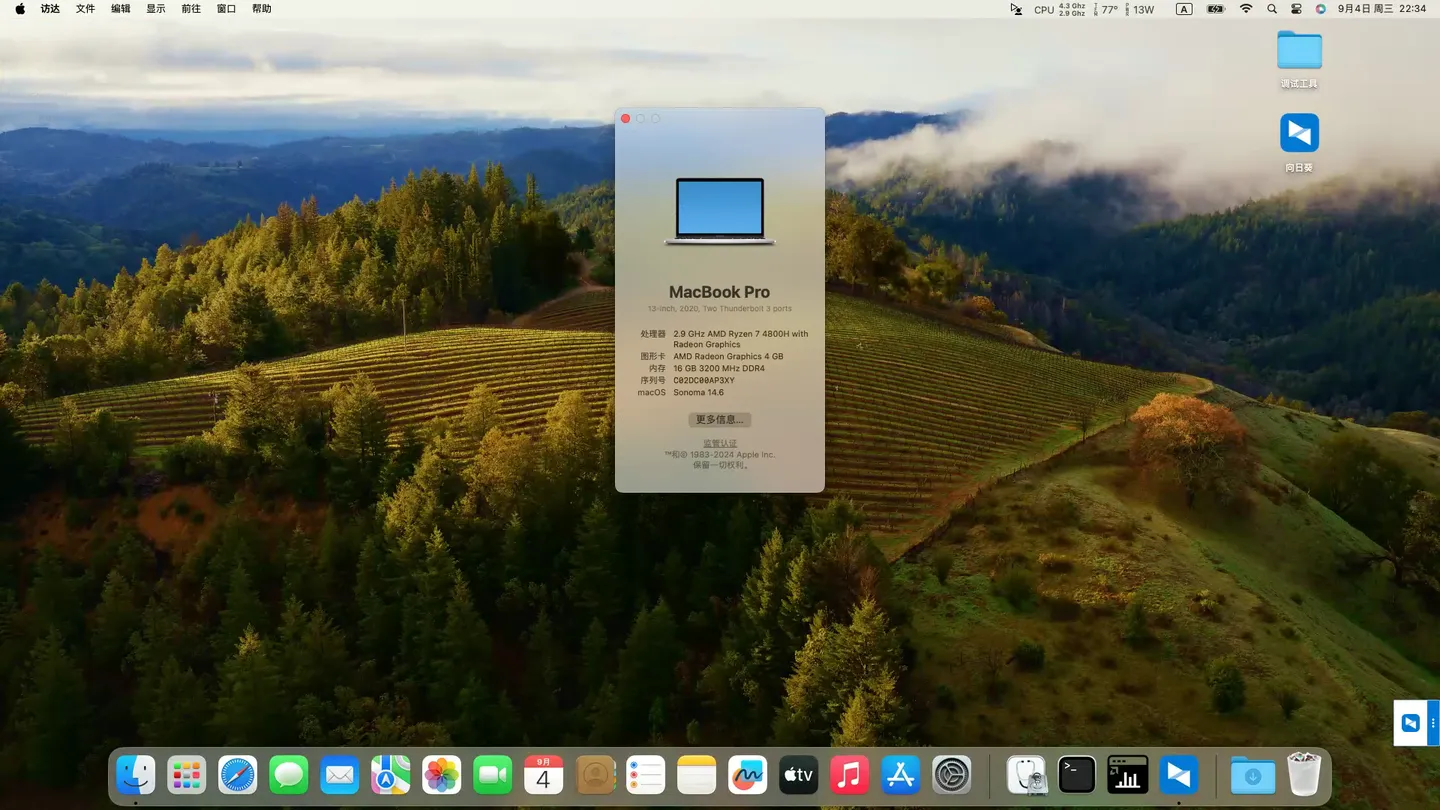 访达 文件 编辑 显示 前往 窗口 帮助
CPU 4.3 Ghz 2.9 Ghz 77° 13W A 9月4日 周三 22:34
调试工具
向日葵
MacBook Pro
13-inch, 2020, Two Thunderbolt 3 ports
处理器 2.9 GHz AMD Ryzen 7 4800H with
Radeon Graphics
图形卡 AMD Radeon Graphics 4 GB
内存 16 GB 3200 MHz DDR4
序列号 C02DC00AP3XY
macOS Sonoma 14.6
更多信息...
监管认证
™和© 1983-2024 Apple Inc.
保留一切权利。
9月
4
tv
>_